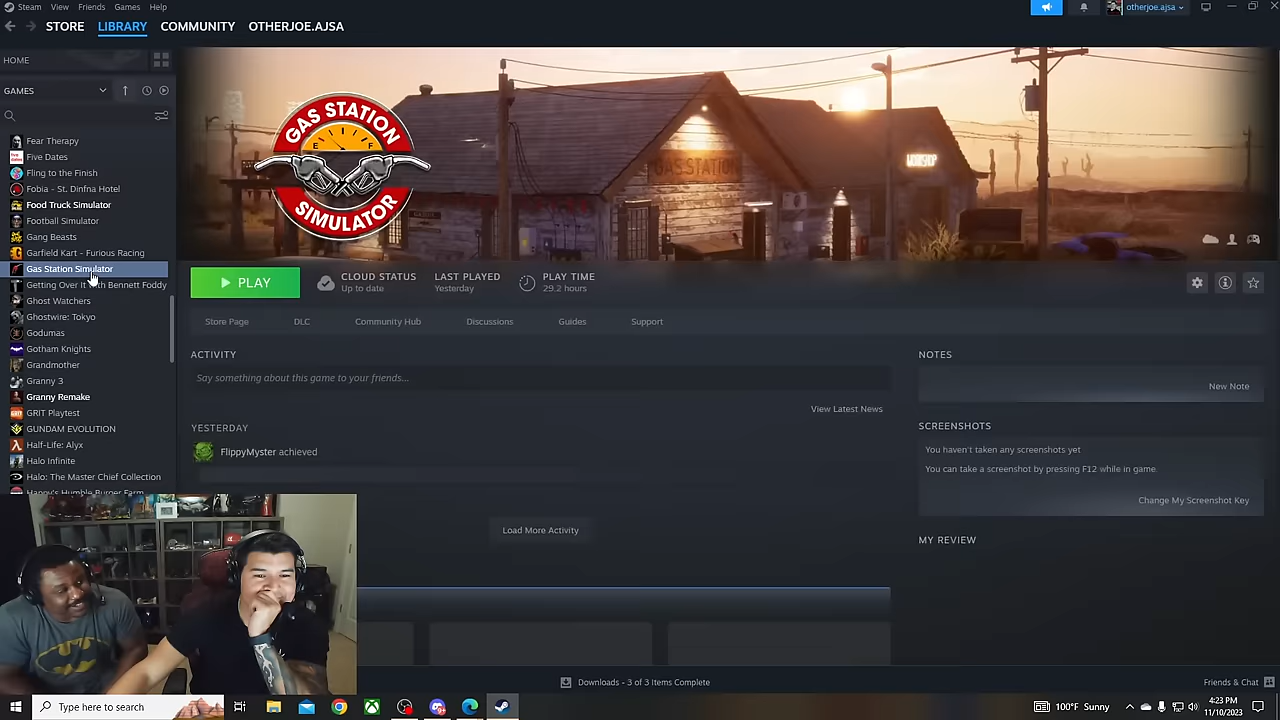 Steam View Friends Games Help
otherjoe.ajsa
STORE LIBRARY COMMUNITY OTHERJOE.AJSA
HOME
GAMES
Fear Therapy
Five Dates
Fling to the Finish
Fobia - St. Dinfna Hotel
Food Truck Simulator
Football Simulator
Gang Beasts
Garfield Kart - Furious Racing
Gas Station Simulator
Getting Over It with Bennett Foddy
Ghost Watchers
Ghostwire: Tokyo
Godumas
Gotham Knights
Grandmother
Granny 3
Granny Remake
GRIT Playtest
GUNDAM EVOLUTION
Half-Life: Alyx
Halo Infinite
Halo: The Master Chief Collection
Happy's Humble Burger Farm
GAS STATION
E F
SIMULATOR
GAS STATION
WORKSHOP
PLAY
CLOUD STATUS
Up to date
LAST PLAYED
Yesterday
PLAY TIME
29.2 hours
Store Page DLC Community Hub Discussions Guides Support
ACTIVITY
Say something about this game to your friends...
View Latest News
YESTERDAY
FlippyMyster achieved
Load More Activity
NOTES
New Note
SCREENSHOTS
You haven't taken any screenshots yet
You can take a screenshot by pressing F12 while in game.
Change My Screenshot Key
MY REVIEW
Downloads - 3 of 3 Items Complete
Friends & Chat
Type here to search
100°F Sunny
4:23 PM
11/10/2023